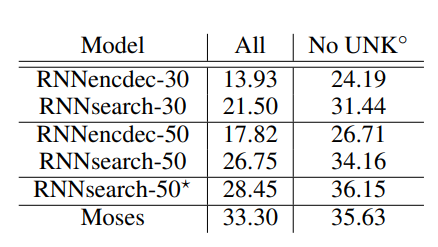 Model All No UNK°
RNNencdec-30 13.93 24.19
RNNsearch-30 21.50 31.44
RNNencdec-50 17.82 26.71
RNNsearch-50 26.75 34.16
RNNsearch-50* 28.45 36.15
Moses 33.30 35.63